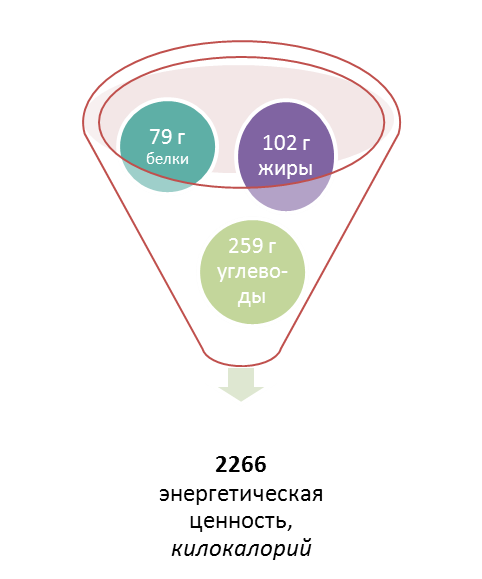 79 г
белки
102 г
жиры
259 г
углево-
ды
2266
энергетическая
ценность,
килокалорий